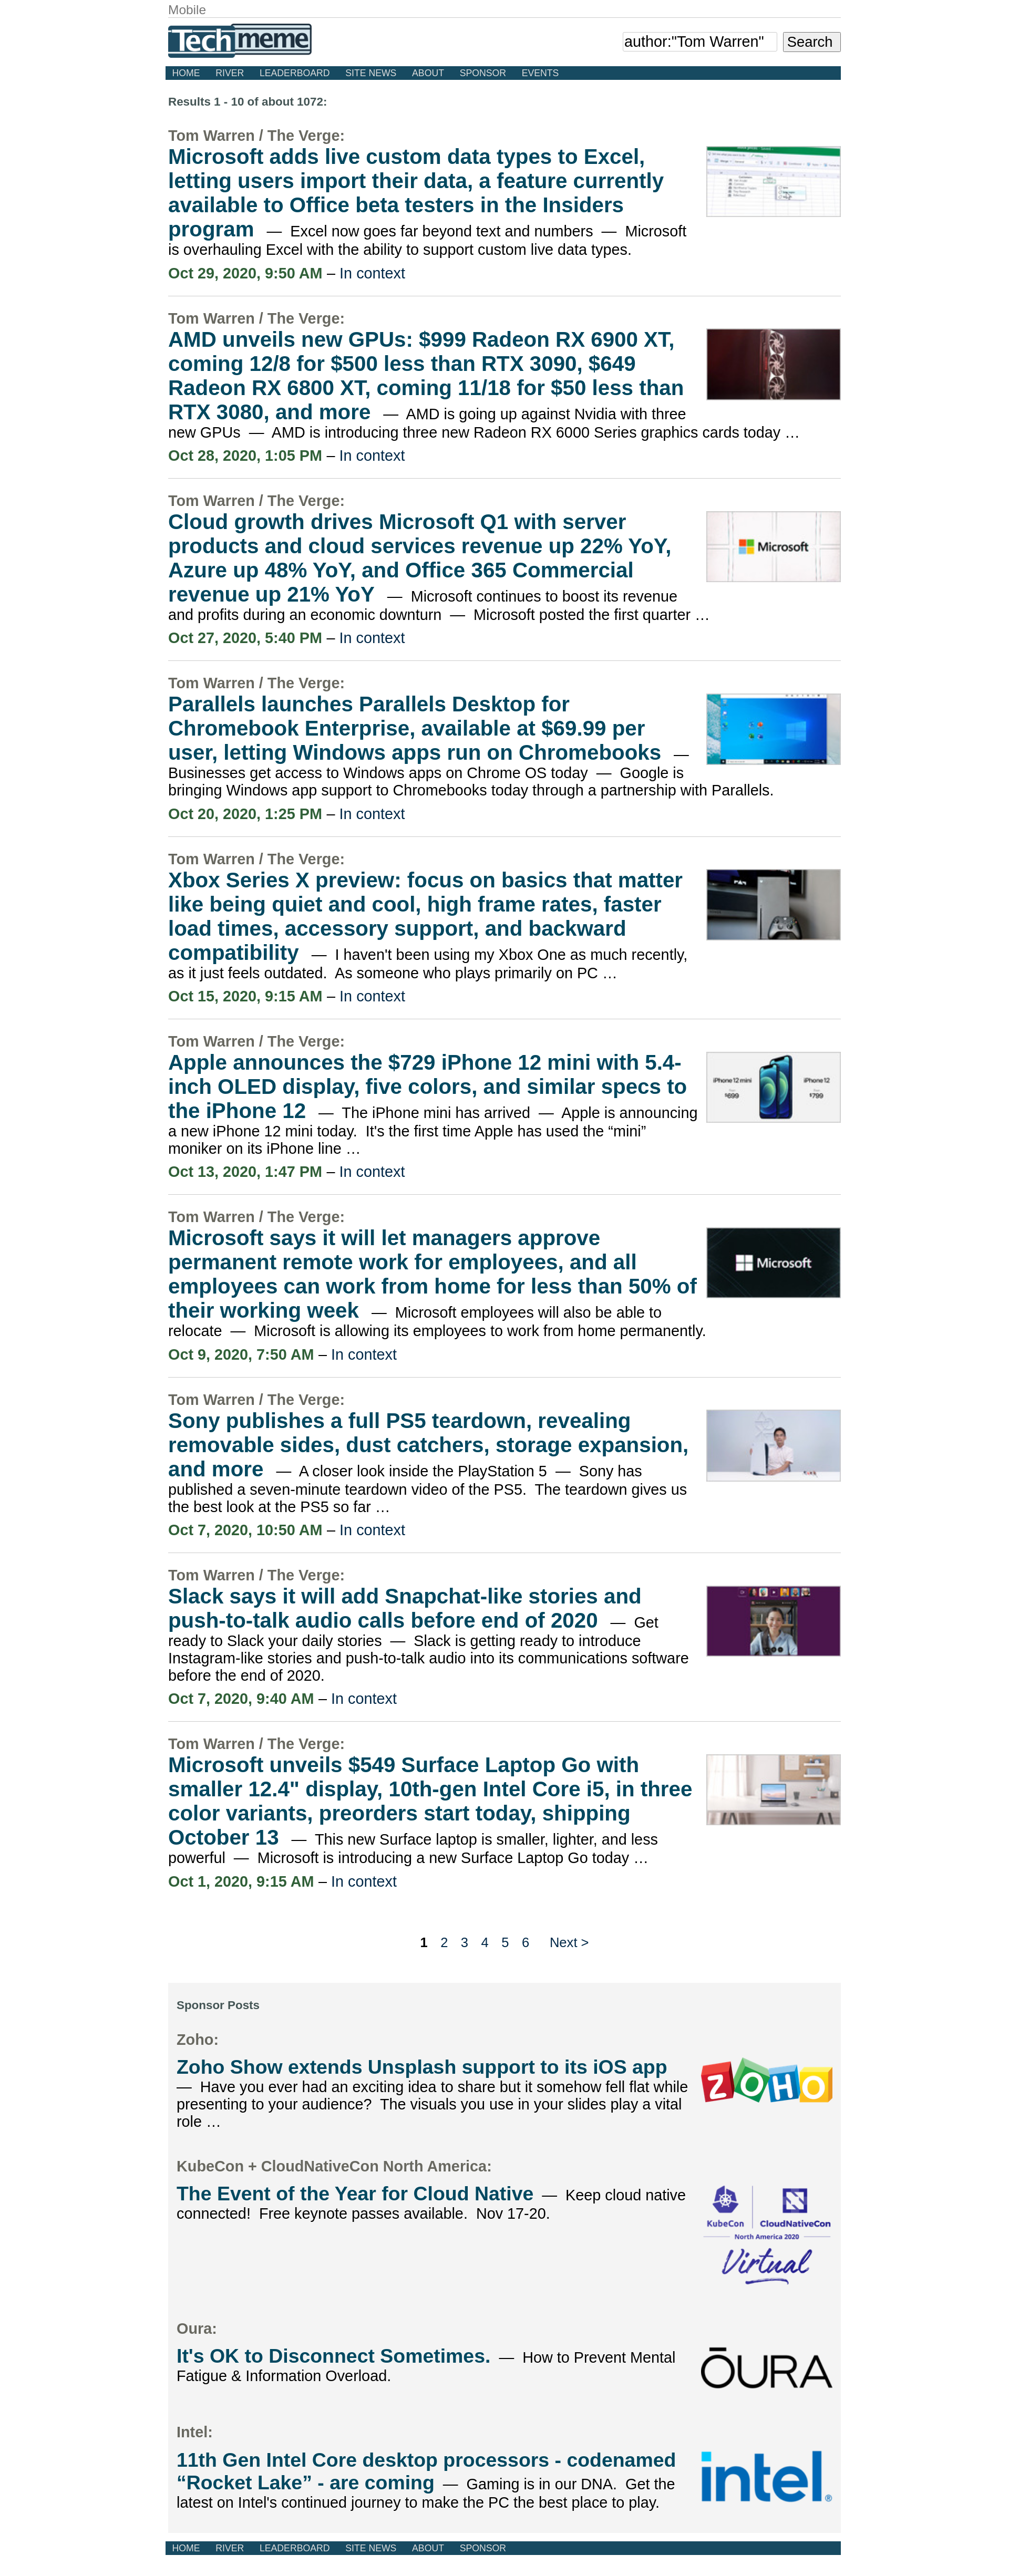 Mobile
Techmeme
author:"Tom Warren" Search
HOME RIVER LEADERBOARD SITE NEWS ABOUT SPONSOR EVENTS
Results 1 - 10 of about 1072:
Tom Warren / The Verge:
Microsoft adds live custom data types to Excel,
letting users import their data, a feature currently
available to Office beta testers in the Insiders
program — Excel now goes far beyond text and numbers — Microsoft
is overhauling Excel with the ability to support custom live data types.
Oct 29, 2020, 9:50 AM – In context
Tom Warren / The Verge:
AMD unveils new GPUs: $999 Radeon RX 6900 XT,
coming 12/8 for $500 less than RTX 3090, $649
Radeon RX 6800 XT, coming 11/18 for $50 less than
RTX 3080, and more — AMD is going up against Nvidia with three
new GPUs — AMD is introducing three new Radeon RX 6000 Series graphics cards today …
Oct 28, 2020, 1:05 PM – In context
Tom Warren / The Verge:
Cloud growth drives Microsoft Q1 with server
products and cloud services revenue up 22% YoY,
Azure up 48% YoY, and Office 365 Commercial
revenue up 21% YoY — Microsoft continues to boost its revenue
and profits during an economic downturn — Microsoft posted the first quarter …
Oct 27, 2020, 5:40 PM – In context
Microsoft
Tom Warren / The Verge:
Parallels launches Parallels Desktop for
Chromebook Enterprise, available at $69.99 per
user, letting Windows apps run on Chromebooks —
Businesses get access to Windows apps on Chrome OS today — Google is
bringing Windows app support to Chromebooks today through a partnership with Parallels.
Oct 20, 2020, 1:25 PM – In context
Tom Warren / The Verge:
Xbox Series X preview: focus on basics that matter
like being quiet and cool, high frame rates, faster
load times, accessory support, and backward
compatibility — I haven't been using my Xbox One as much recently,
as it just feels outdated. As someone who plays primarily on PC …
Oct 15, 2020, 9:15 AM – In context
Tom Warren / The Verge:
Apple announces the $729 iPhone 12 mini with 5.4-
inch OLED display, five colors, and similar specs to
the iPhone 12 — The iPhone mini has arrived — Apple is announcing
a new iPhone 12 mini today. It's the first time Apple has used the “mini”
moniker on its iPhone line …
Oct 13, 2020, 1:47 PM – In context
iPhone 12 mini iPhone 12
$699 $799
Tom Warren / The Verge:
Microsoft says it will let managers approve
permanent remote work for employees, and all
employees can work from home for less than 50% of
their working week — Microsoft employees will also be able to
relocate — Microsoft is allowing its employees to work from home permanently.
Oct 9, 2020, 7:50 AM – In context
Microsoft
Tom Warren / The Verge:
Sony publishes a full PS5 teardown, revealing
removable sides, dust catchers, storage expansion,
and more — A closer look inside the PlayStation 5 — Sony has
published a seven-minute teardown video of the PS5. The teardown gives us
the best look at the PS5 so far …
Oct 7, 2020, 10:50 AM – In context
Tom Warren / The Verge:
Slack says it will add Snapchat-like stories and
push-to-talk audio calls before end of 2020 — Get
ready to Slack your daily stories — Slack is getting ready to introduce
Instagram-like stories and push-to-talk audio into its communications software
before the end of 2020.
Oct 7, 2020, 9:40 AM – In context
Tom Warren / The Verge:
Microsoft unveils $549 Surface Laptop Go with
smaller 12.4" display, 10th-gen Intel Core i5, in three
color variants, preorders start today, shipping
October 13 — This new Surface laptop is smaller, lighter, and less
powerful — Microsoft is introducing a new Surface Laptop Go today …
Oct 1, 2020, 9:15 AM – In context
1 2 3 4 5 6 Next >
Sponsor Posts
Zoho:
Zoho Show extends Unsplash support to its iOS app
— Have you ever had an exciting idea to share but it somehow fell flat while
presenting to your audience? The visuals you use in your slides play a vital
role …
ZOHO
KubeCon + CloudNativeCon North America:
The Event of the Year for Cloud Native — Keep cloud native
connected! Free keynote passes available. Nov 17-20.
KubeCon CloudNativeCon
North America 2020
Virtual
Oura:
It's OK to Disconnect Sometimes. — How to Prevent Mental
Fatigue & Information Overload.
ŌURA
Intel:
11th Gen Intel Core desktop processors - codenamed
“Rocket Lake” - are coming — Gaming is in our DNA. Get the
latest on Intel's continued journey to make the PC the best place to play.
intel®
HOME RIVER LEADERBOARD SITE NEWS ABOUT SPONSOR